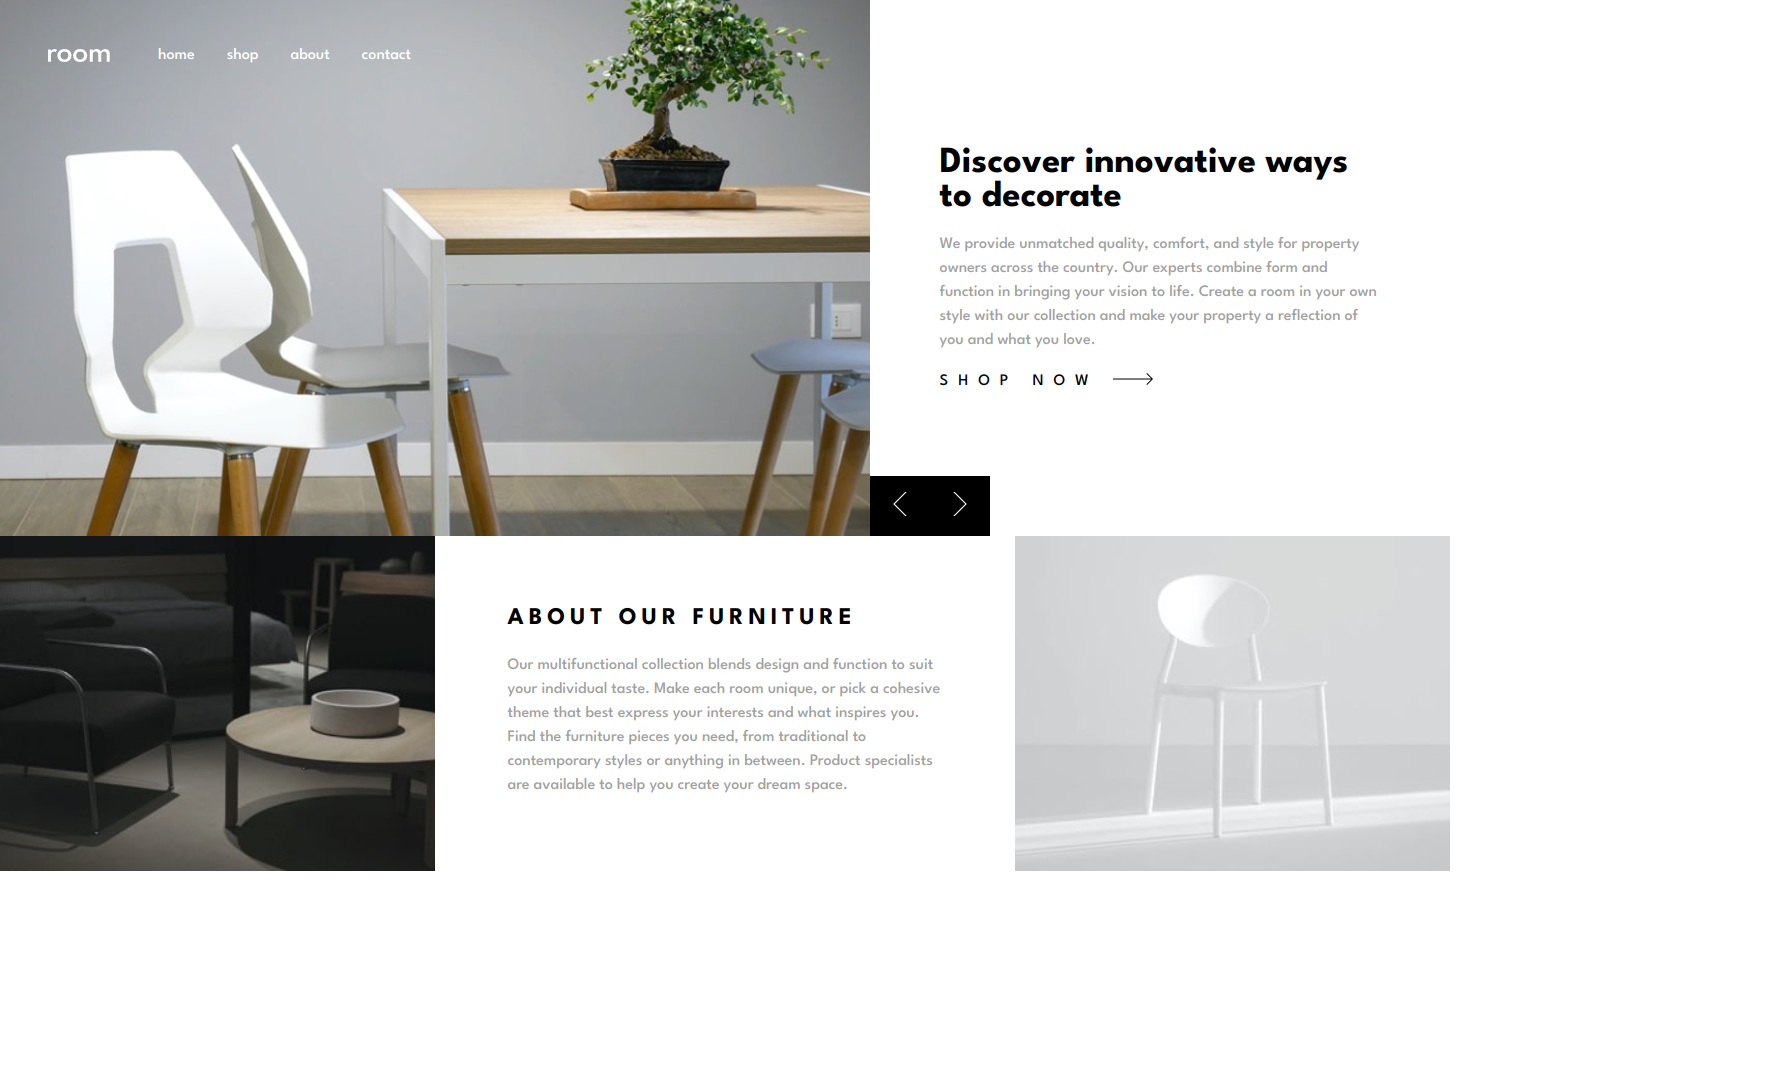 room
home shop about contact
Discover innovative ways
to decorate
We provide unmatched quality, comfort, and style for property
owners across the country. Our experts combine form and
function in bringing your vision to life. Create a room in your own
style with our collection and make your property a reflection of
you and what you love.
SHOP NOW
ABOUT OUR FURNITURE
Our multifunctional collection blends design and function to suit
your individual taste. Make each room unique, or pick a cohesive
theme that best express your interests and what inspires you.
Find the furniture pieces you need, from traditional to
contemporary styles or anything in between. Product specialists
are available to help you create your dream space.